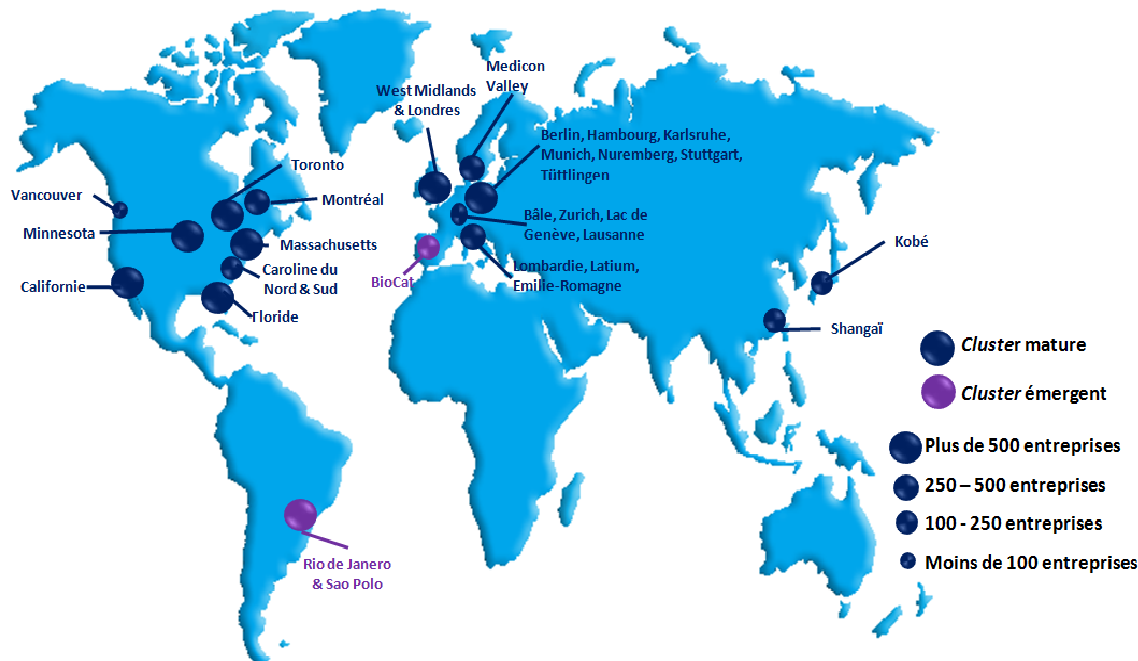 Medicon
Valley
West Midlands
& Londres
Berlin, Hambourg, Karlsruhe,
Munich, Nuremberg, Stuttgart,
Tüttlingen
Toronto
Vancouver
Montréal
Minnesota
Massachusetts
Bâle, Zurich, Lac de
Genève, Lausanne
Kobé
Caroline du
Nord & Sud
Lombardie, Latium,
Emilie-Romagne
BioCat
Californie
Floride
Shangaï
Cluster mature
Cluster émergent
Plus de 500 entreprises
250 – 500 entreprises
100 - 250 entreprises
Moins de 100 entreprises
Rio de Janero
& Sao Polo